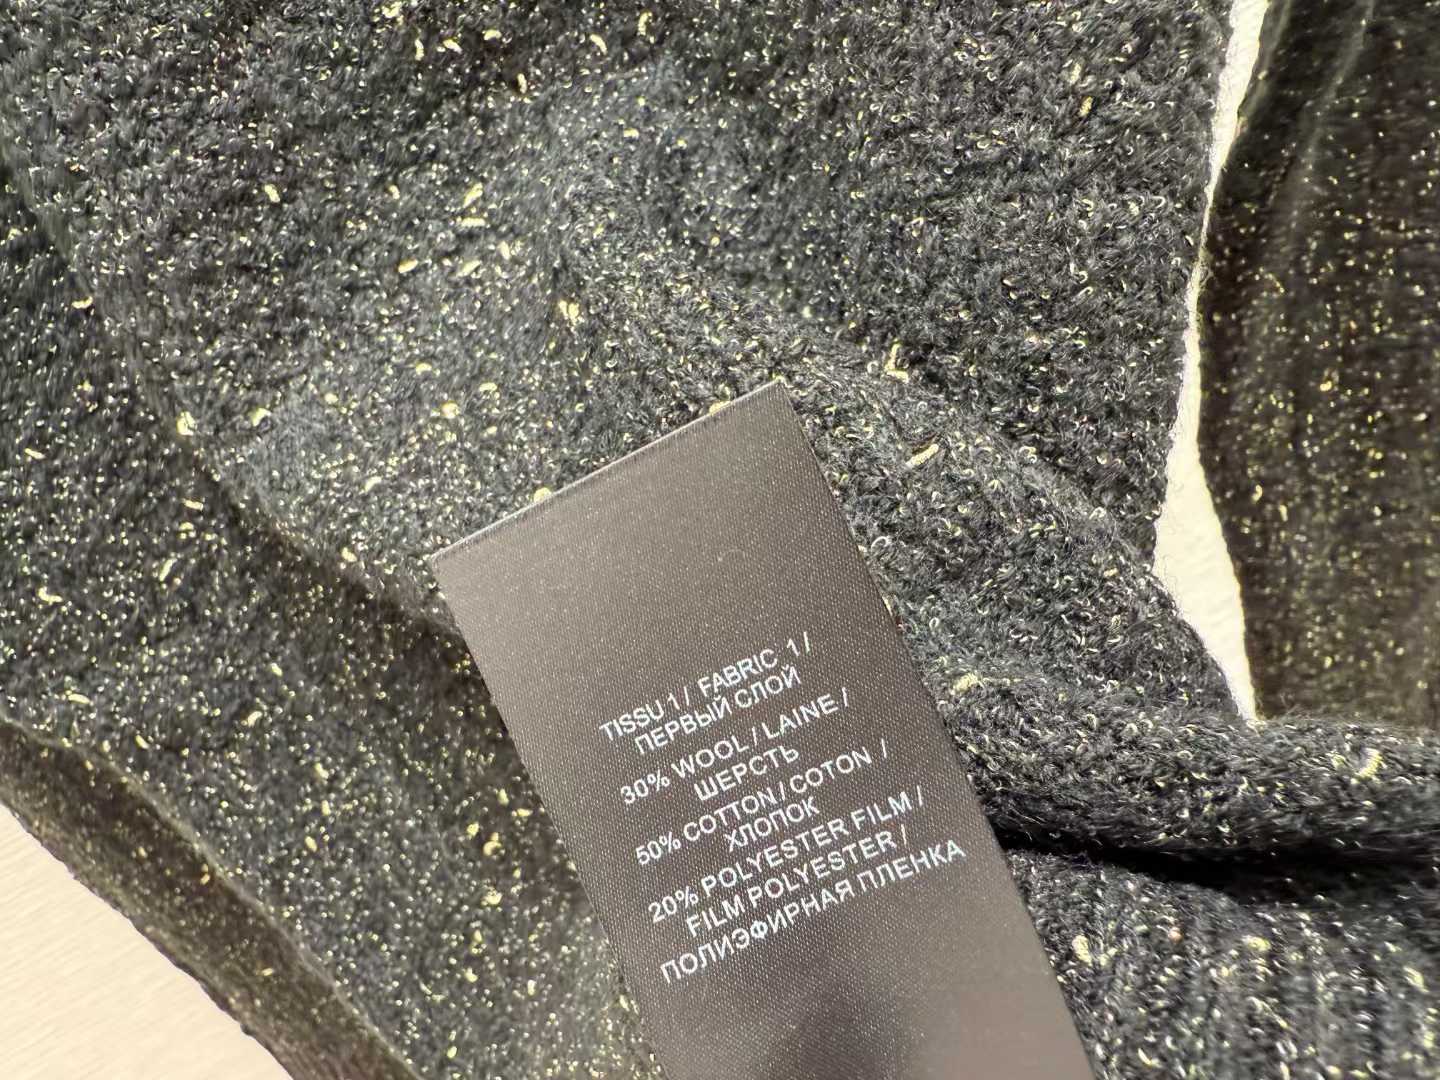 TISSU 1 / FABRIC 1 /
ПЕРВЫЙ СЛОЙ
30% WOOL / LAINE /
ШЕРСТЬ
50% COTTON / COTON /
ХЛОПОК
20% POLYESTER FILM /
FILM POLYESTER /
ПОЛИЭФИРНАЯ ПЛЕНКА